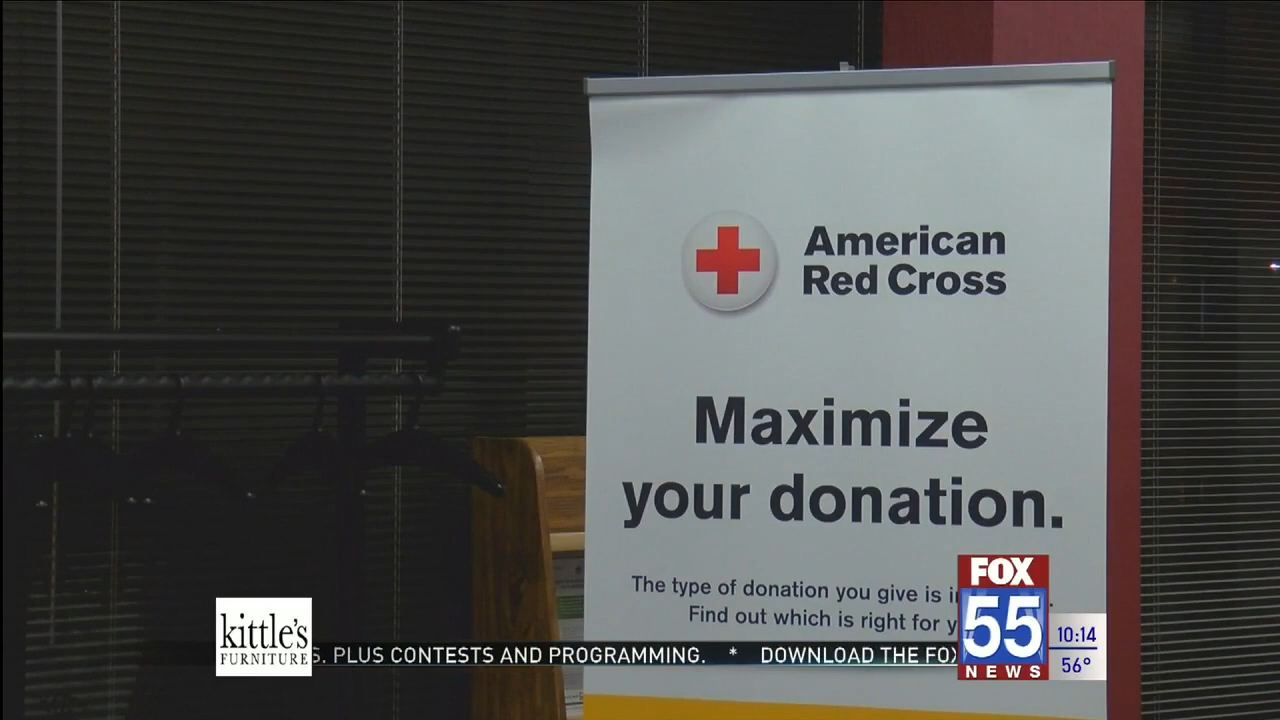 American
Red Cross
Maximize
your donation.
The type of donation you give is
Find out which is right for
kittle's
FURNITURE
S. PLUS CONTESTS AND PROGRAMMING. * DOWNLOAD THE FOX
FOX
55
NEWS
10:14
56°